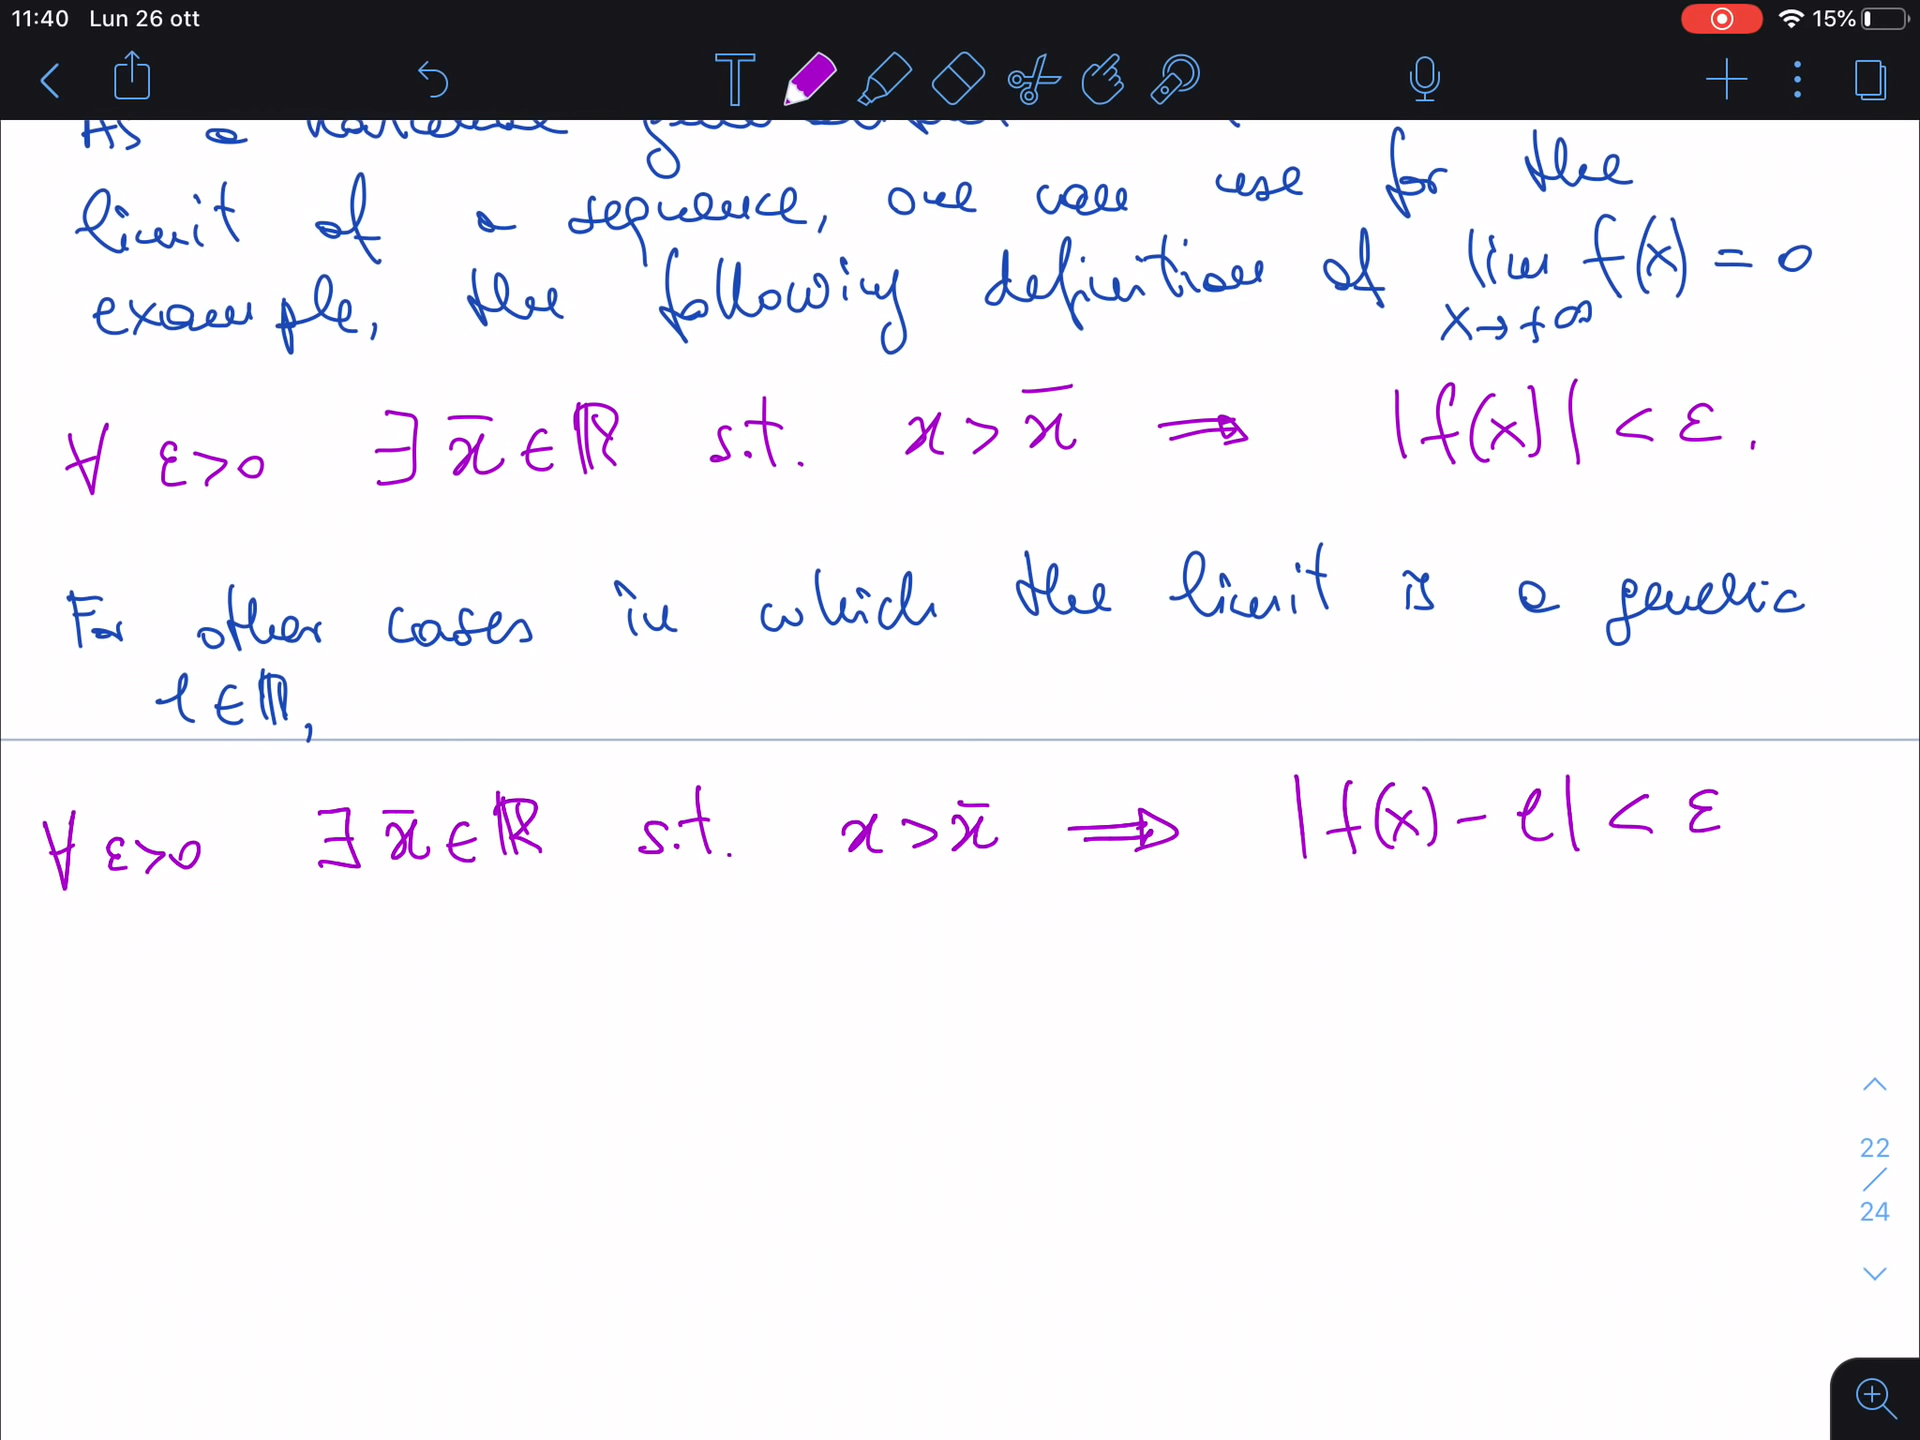 11:40 Lun 26 ott 15%
As a
limit of a sequence, one can use for the
example, the following definition of lim f(x) = 0
x→+∞
∀ ε>0 ∃ x̄ ∈ ℝ s.t. x > x̄ ⇒ |f(x)| < ε.
For other cases in which the limit is a generic
l ∈ ℝ,
∀ ε>0 ∃ x̄ ∈ ℝ s.t. x > x̄ ⇒ |f(x) - l| < ε
22
/
24